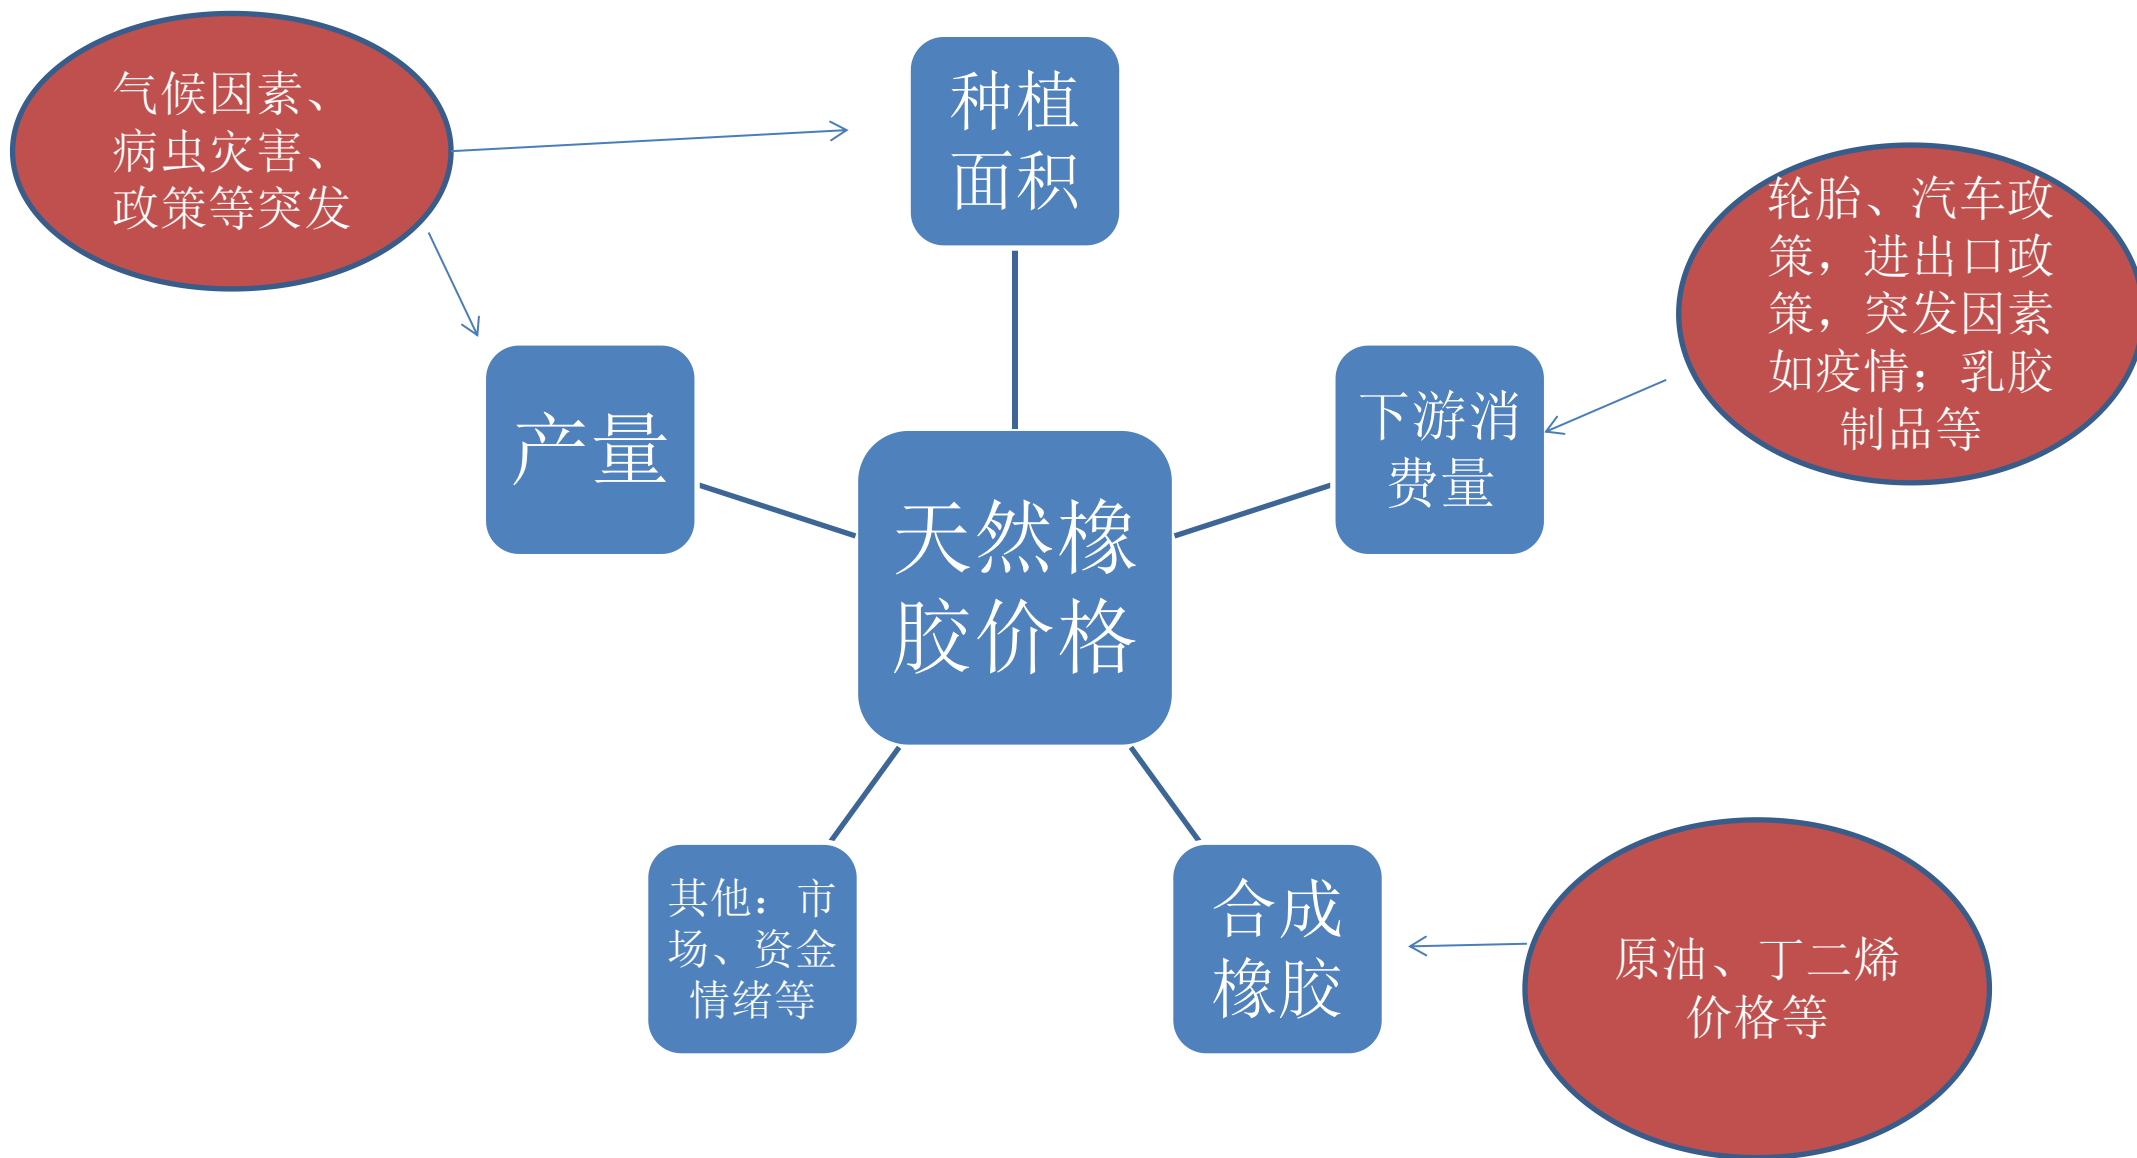 气候因素、
病虫灾害、
政策等突发
种植
面积
轮胎、汽车政
策，进出口政
策，突发因素
如疫情；乳胶
制品等
产量
下游消
费量
天然橡
胶价格
其他：市
场、资金
情绪等
合成
橡胶
原油、丁二烯
价格等